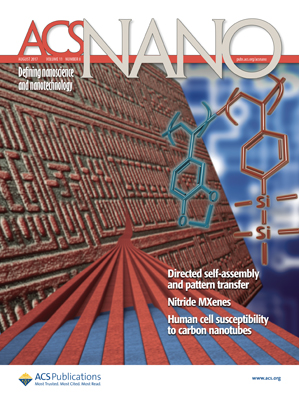 ACSNANO
AUGUST 2017 VOLUME 11 NUMBER 8
pubs.acs.org/acsnano
Defining nanoscience
and nanotechnology
O
O
Si
Si
Directed self-assembly
and pattern transfer
Nitride MXenes
Human cell susceptibility
to carbon nanotubes
ACS Publications
Most Trusted. Most Cited. Most Read.
www.acs.org